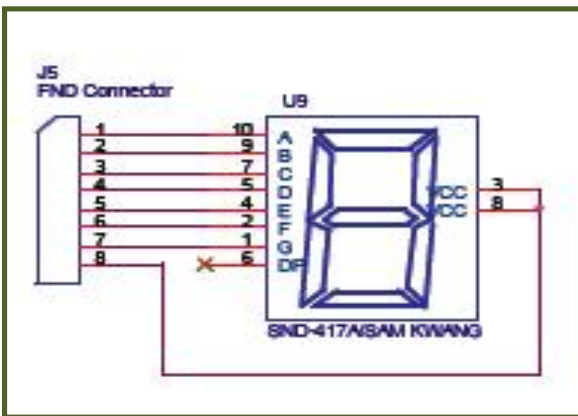 J5
FND Connector
U9
1 10 A
2 9 B
3 7 C
4 5 D
5 4 E
6 2 F
7 1 G
8 6 DP
VCC 3
VCC 8
SND-417A/SAM KWANG